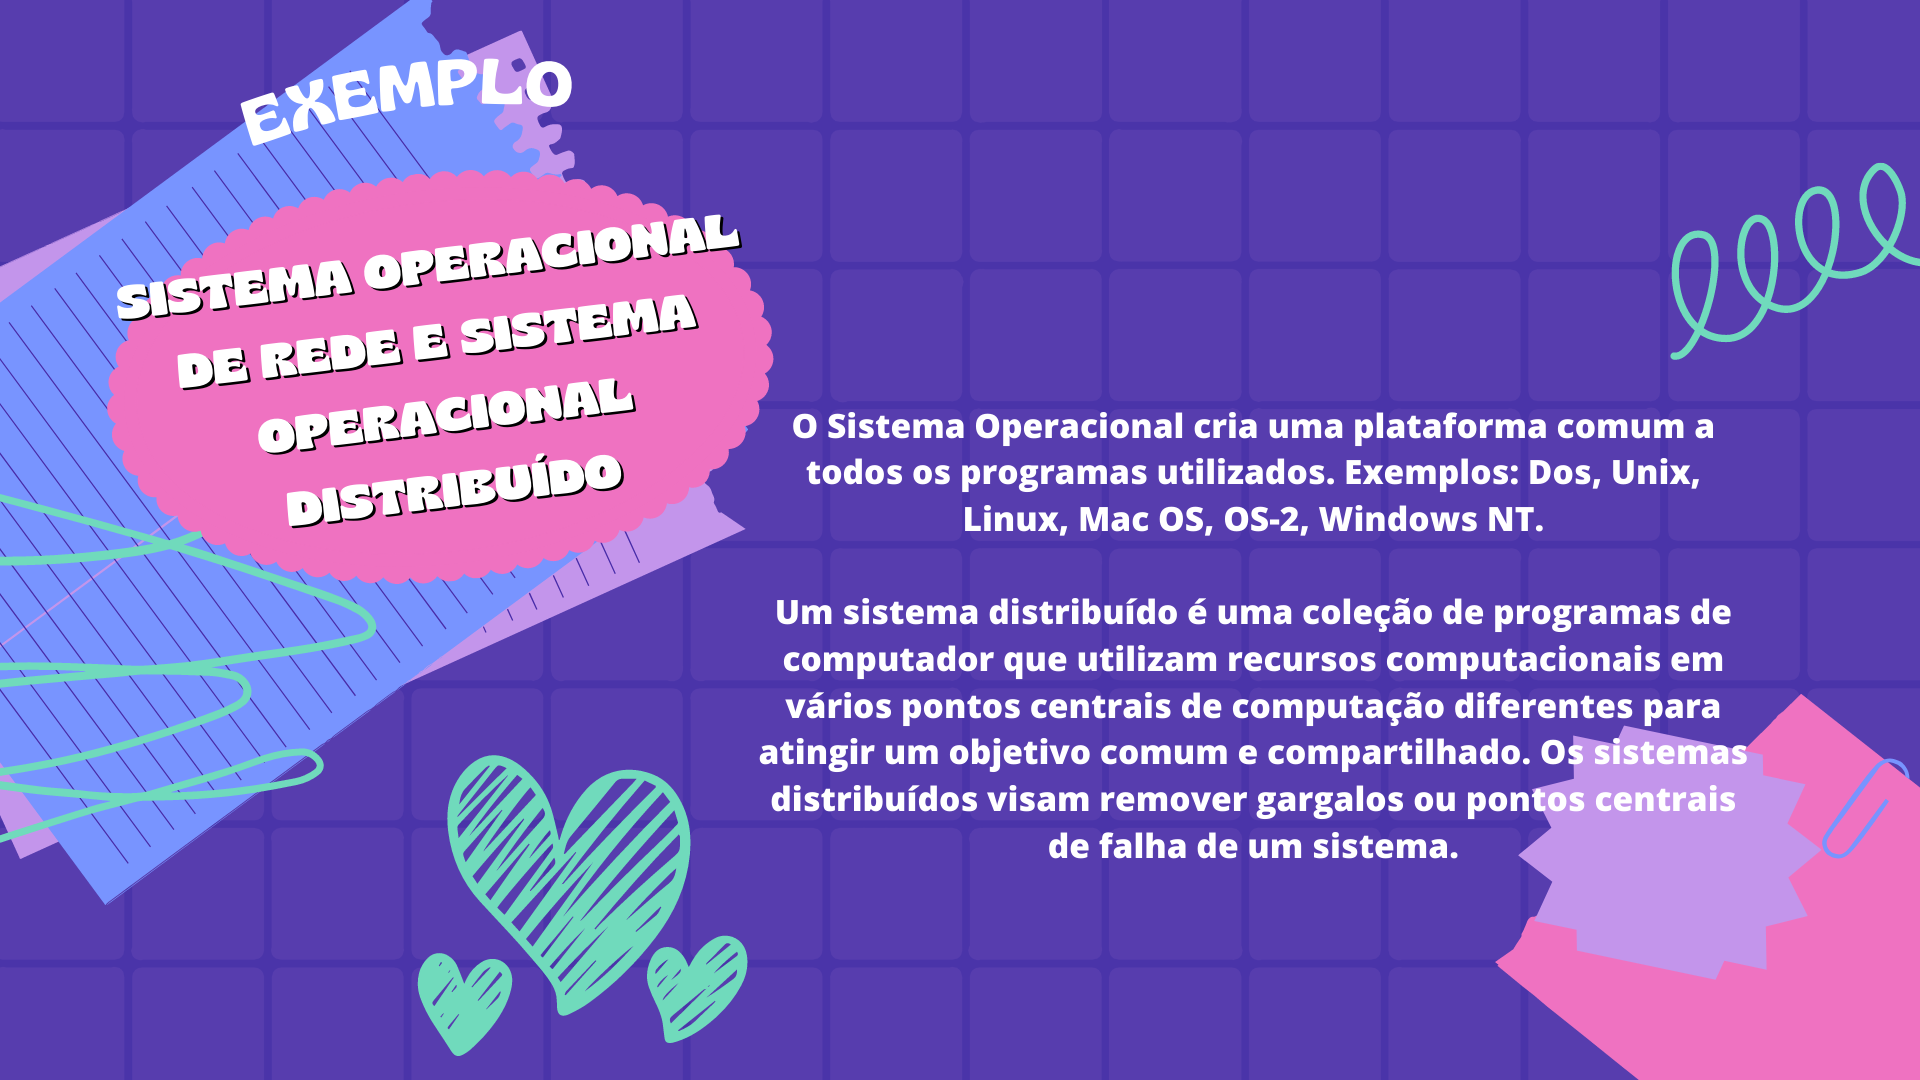 EXEMPLO
SISTEMA OPERACIONAL
DE REDE E SISTEMA
OPERACIONAL
DISTRIBUÍDO
O Sistema Operacional cria uma plataforma comum a
todos os programas utilizados. Exemplos: Dos, Unix,
Linux, Mac OS, OS-2, Windows NT.
Um sistema distribuído é uma coleção de programas de
computador que utilizam recursos computacionais em
vários pontos centrais de computação diferentes para
atingir um objetivo comum e compartilhado. Os sistemas
distribuídos visam remover gargalos ou pontos centrais
de falha de um sistema.